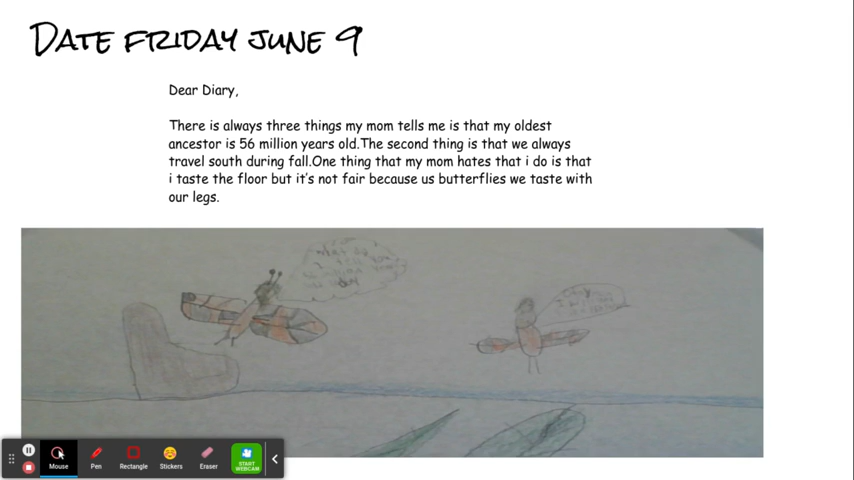 DATE FRIDAY JUNE 9
Dear Diary,
There is always three things my mom tells me is that my oldest
ancestor is 56 million years old.The second thing is that we always
travel south during fall.One thing that my mom hates that i do is that
i taste the floor but it's not fair because us butterflies we taste with
our legs.
what
I tell you
Mouse
Pen
Rectangle
Stickers
Eraser
START
WEBCAM